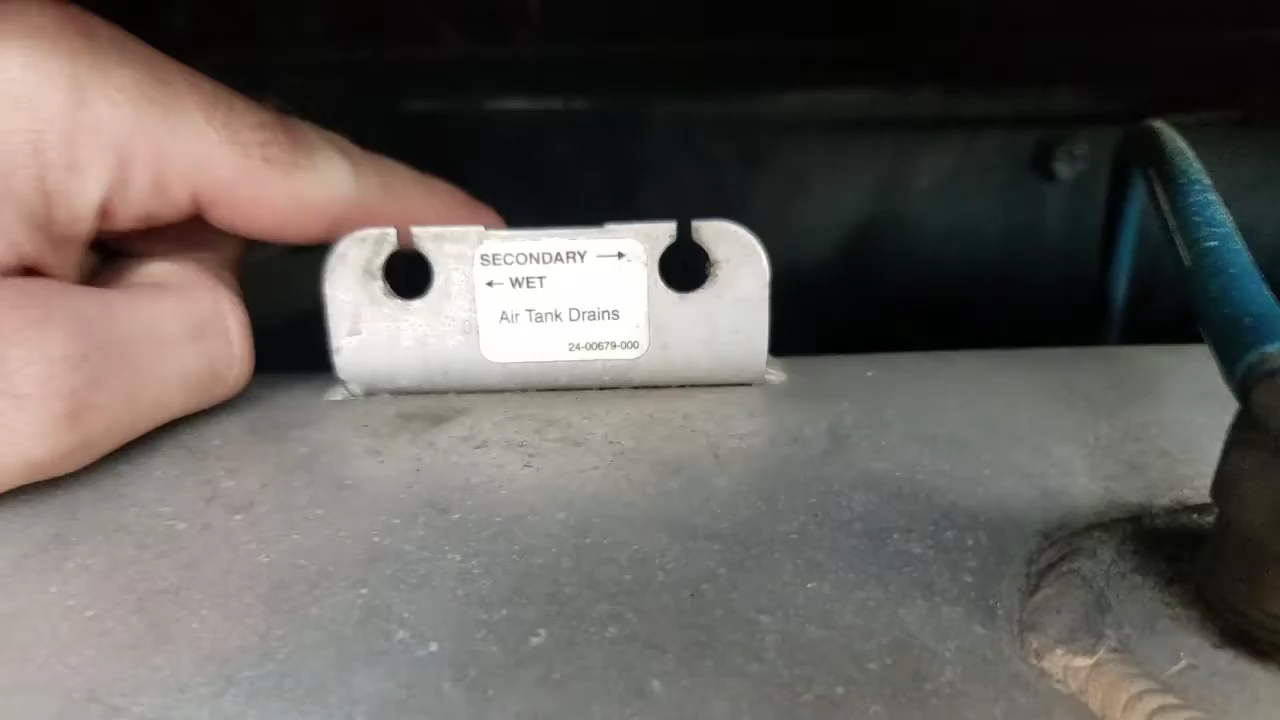 SECONDARY →
← WET
Air Tank Drains
24-00679-000